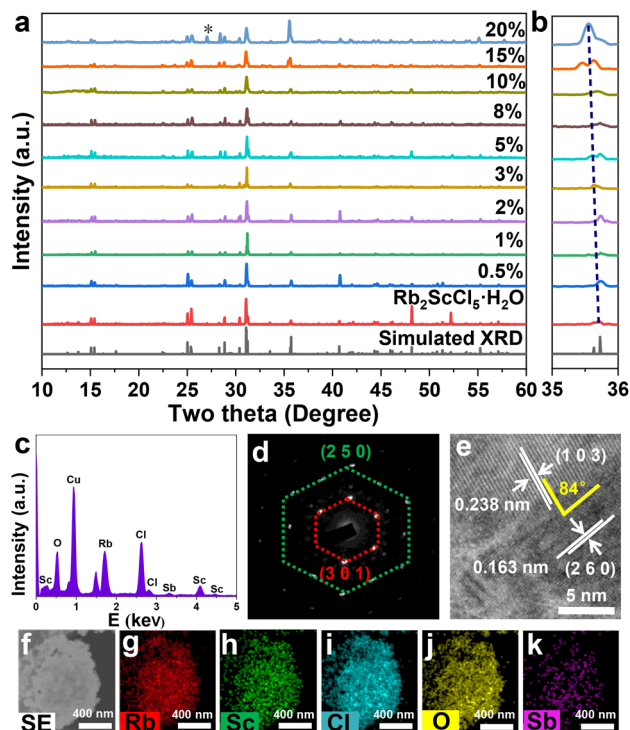 a
b
*
20%
15%
10%
8%
5%
3%
2%
1%
0.5%
Rb₂ScCl₅·H₂O
Simulated XRD
Intensity (a.u.)
10 15 20 25 30 35 40 45 50 55 60
Two theta (Degree)
35 36
c
Intensity (a.u.)
Sc
O
Cu
Rb
Cl
Cl
Sb
Sc
Sc
0 1 2 3 4 5
E (kev)
d
(2 5 0)
(3 0 1)
e
(1 0 3)
84°
0.238 nm
0.163 nm
(2 6 0)
5 nm
f
SE
400 nm
g
Rb
400 nm
h
Sc
400 nm
i
Cl
400 nm
j
O
400 nm
k
Sb
400 nm